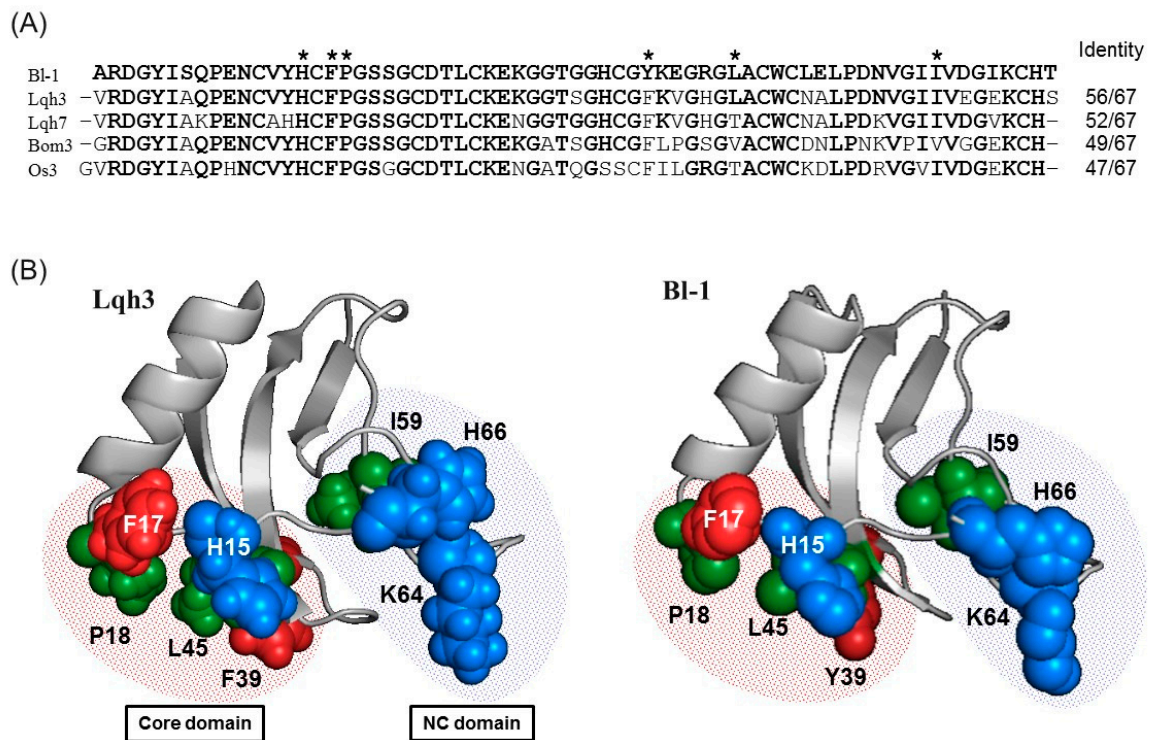 (A)
* ** * * *
Identity
Bl-1 ARDGYISQPENCVYHCFPGSSGCDTLCKEKGGTGGHCGYKEGRGLACWCLELPDNVGIIVDGIKCHT
Lqh3 –VRDGYIAQPENCVYHCFPGSSGCDTLCKEKGGTSGHCGFKVGHGLACWCNALPDNVGIIVEGEKCHS 56/67
Lqh7 –VRDGYIAKPENCAHHCFPGSSGCDTLCKENGGTGGHCGFKVGHGTACWCNALPDKVGIIVDGVKCH– 52/67
Bom3 –GRDGYIAQPENCVYHCFPGSSGCDTLCKEKGATSGHCGFLPGSGVACWCDNLPNKVPIVVGGEKCH– 49/67
Os3 GVRDGYIAQPHNCVYHCFPGSGGCDTLCKENGATQGSSCFILGRGTACWCKDLPDRVGVIVDGEKCH– 47/67
(B)
Lqh3
Bl-1
I59
H66
F17
H15
P18
L45
K64
F39
Core domain
NC domain
I59
H66
F17
H15
P18
L45
K64
Y39